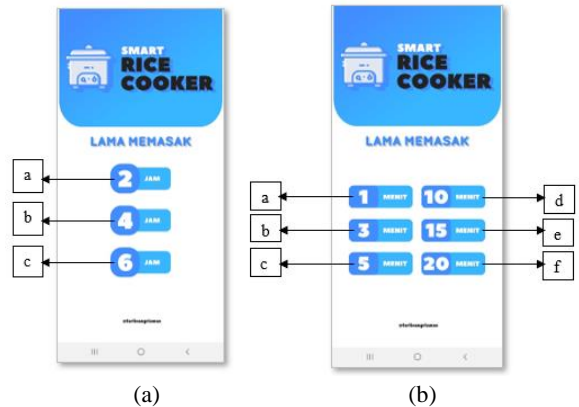 SMART
RICE
COOKER
LAMA MEMASAK
a
2 JAM
b
4 JAM
c
6 JAM
(a)
SMART
RICE
COOKER
LAMA MEMASAK
a
1 MENIT
10 MENIT
d
b
3 MENIT
15 MENIT
e
c
5 MENIT
20 MENIT
f
(b)